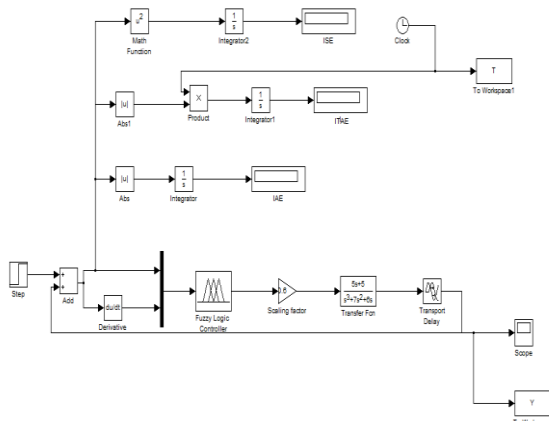 u²
Math
Function
1
s
Integrator2
ISE
Clock
T
To Workspace1
|u|
Abs1
X
Product
1
s
Integrator1
ITAE
|u|
Abs
1
s
Integrator
IAE
Step
+
+
Add
du/dt
Derivative
Fuzzy Logic
Controller
0.6
Scaling factor
5s+5
s³+7s²+6s
Transfer Fcn
Transport
Delay
Scope
Y